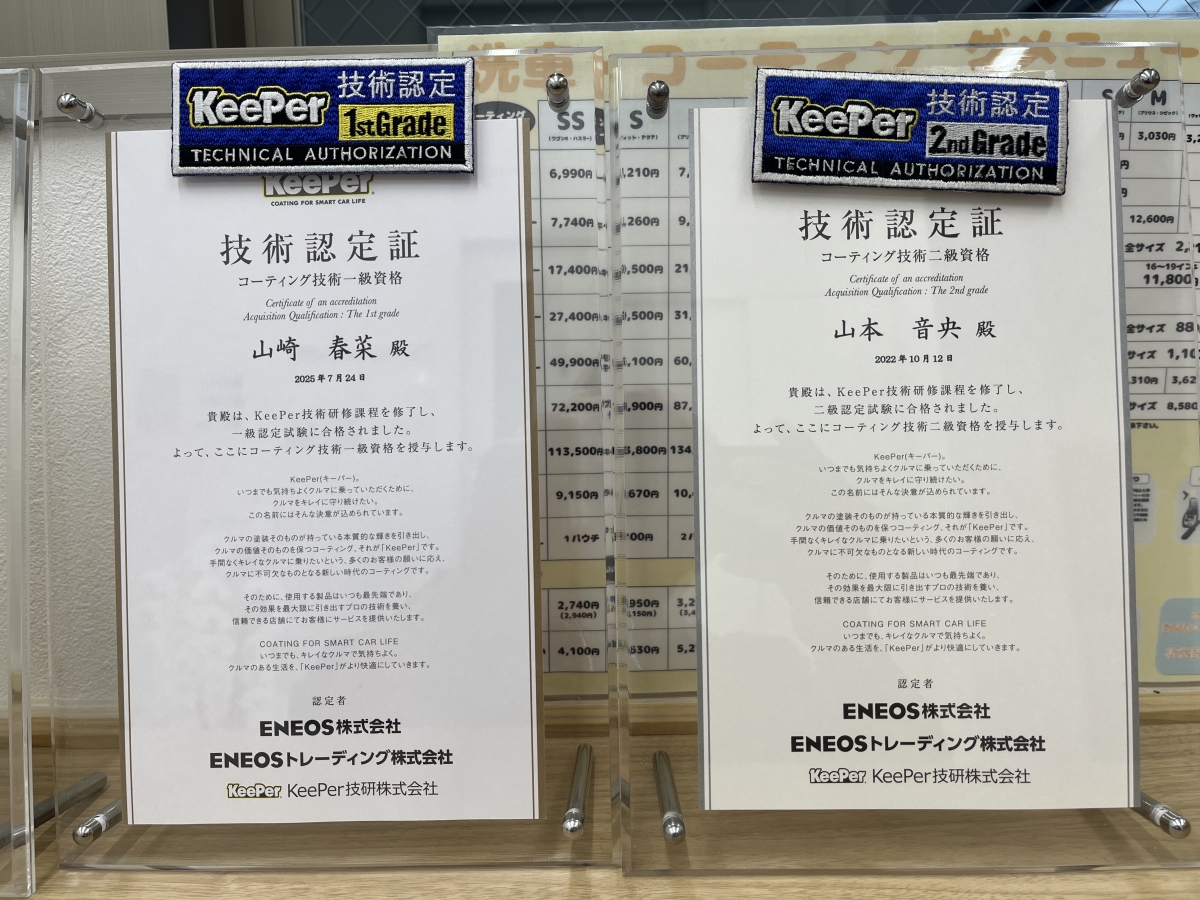 KeePer 技術認定
1stGrade
TECHNICAL AUTHORIZATION
KeePer
COATING FOR SMART CAR LIFE
技術認定証
コーティング技術一級資格
Certificate of an accreditation
Acquisition Qualification : The 1st grade
山崎 春菜 殿
2025年7月24日
貴殿は、KeePer技術研修課程を修了し、
一級認定試験に合格されました。
よって、ここにコーティング技術一級資格を授与します。
KeePer(キーパー)。
いつまでも気持ちよくクルマに乗っていただくために、
クルマをキレイに守り続けたい。
この名前にはそんな決意が込められています。
クルマの塗装そのものが持っている本質的な輝きを引き出し、
クルマの価値そのものを保つコーティング、それが「KeePer」です。
手間なくキレイなクルマに乗りたいという、多くのお客様の願いに応え、
クルマに不可欠なものとなる新しい時代のコーティングです。
そのために、使用する製品はいつも最先端であり、
その効果を最大限に引き出すプロの技術を養い、
信頼できる店舗にてお客様にサービスを提供いたします。
COATING FOR SMART CAR LIFE
いつまでも、キレイなクルマで気持ちよく。
クルマのある生活を、「KeePer」がより快適にしていきます。
認定者
ENEOS株式会社
ENEOSトレーディング株式会社
KeePer KeePer技研株式会社
KeePer 技術認定
2ndGrade
TECHNICAL AUTHORIZATION
技術認定証
コーティング技術二級資格
Certificate of an accreditation
Acquisition Qualification : The 2nd grade
山本 音央 殿
2022年10月12日
貴殿は、KeePer技術研修課程を修了し、
二級認定試験に合格されました。
よって、ここにコーティング技術二級資格を授与します。
KeePer(キーパー)。
いつまでも気持ちよくクルマに乗っていただくために、
クルマをキレイに守り続けたい。
この名前にはそんな決意が込められています。
クルマの塗装そのものが持っている本質的な輝きを引き出し、
クルマの価値そのものを保つコーティング、それが「KeePer」です。
手間なくキレイなクルマに乗りたいという、多くのお客様の願いに応え、
クルマに不可欠なものとなる新しい時代のコーティングです。
そのために、使用する製品はいつも最先端であり、
その効果を最大限に引き出すプロの技術を養い、
信頼できる店舗にてお客様にサービスを提供いたします。
COATING FOR SMART CAR LIFE
いつまでも、キレイなクルマで気持ちよく。
クルマのある生活を、「KeePer」がより快適にしていきます。
認定者
ENEOS株式会社
ENEOSトレーディング株式会社
KeePer KeePer技研株式会社
洗車 コーティング
メニュー
SS
S
M
6,990円
7,740円
17,400円
27,400円
49,900円
72,200円
113,500円
9,150円
1パウチ
2,740円
(2,940円)
4,100円
3,030円
12,600円
全サイズ
16〜19イン
11,800円
全サイズ
8,580